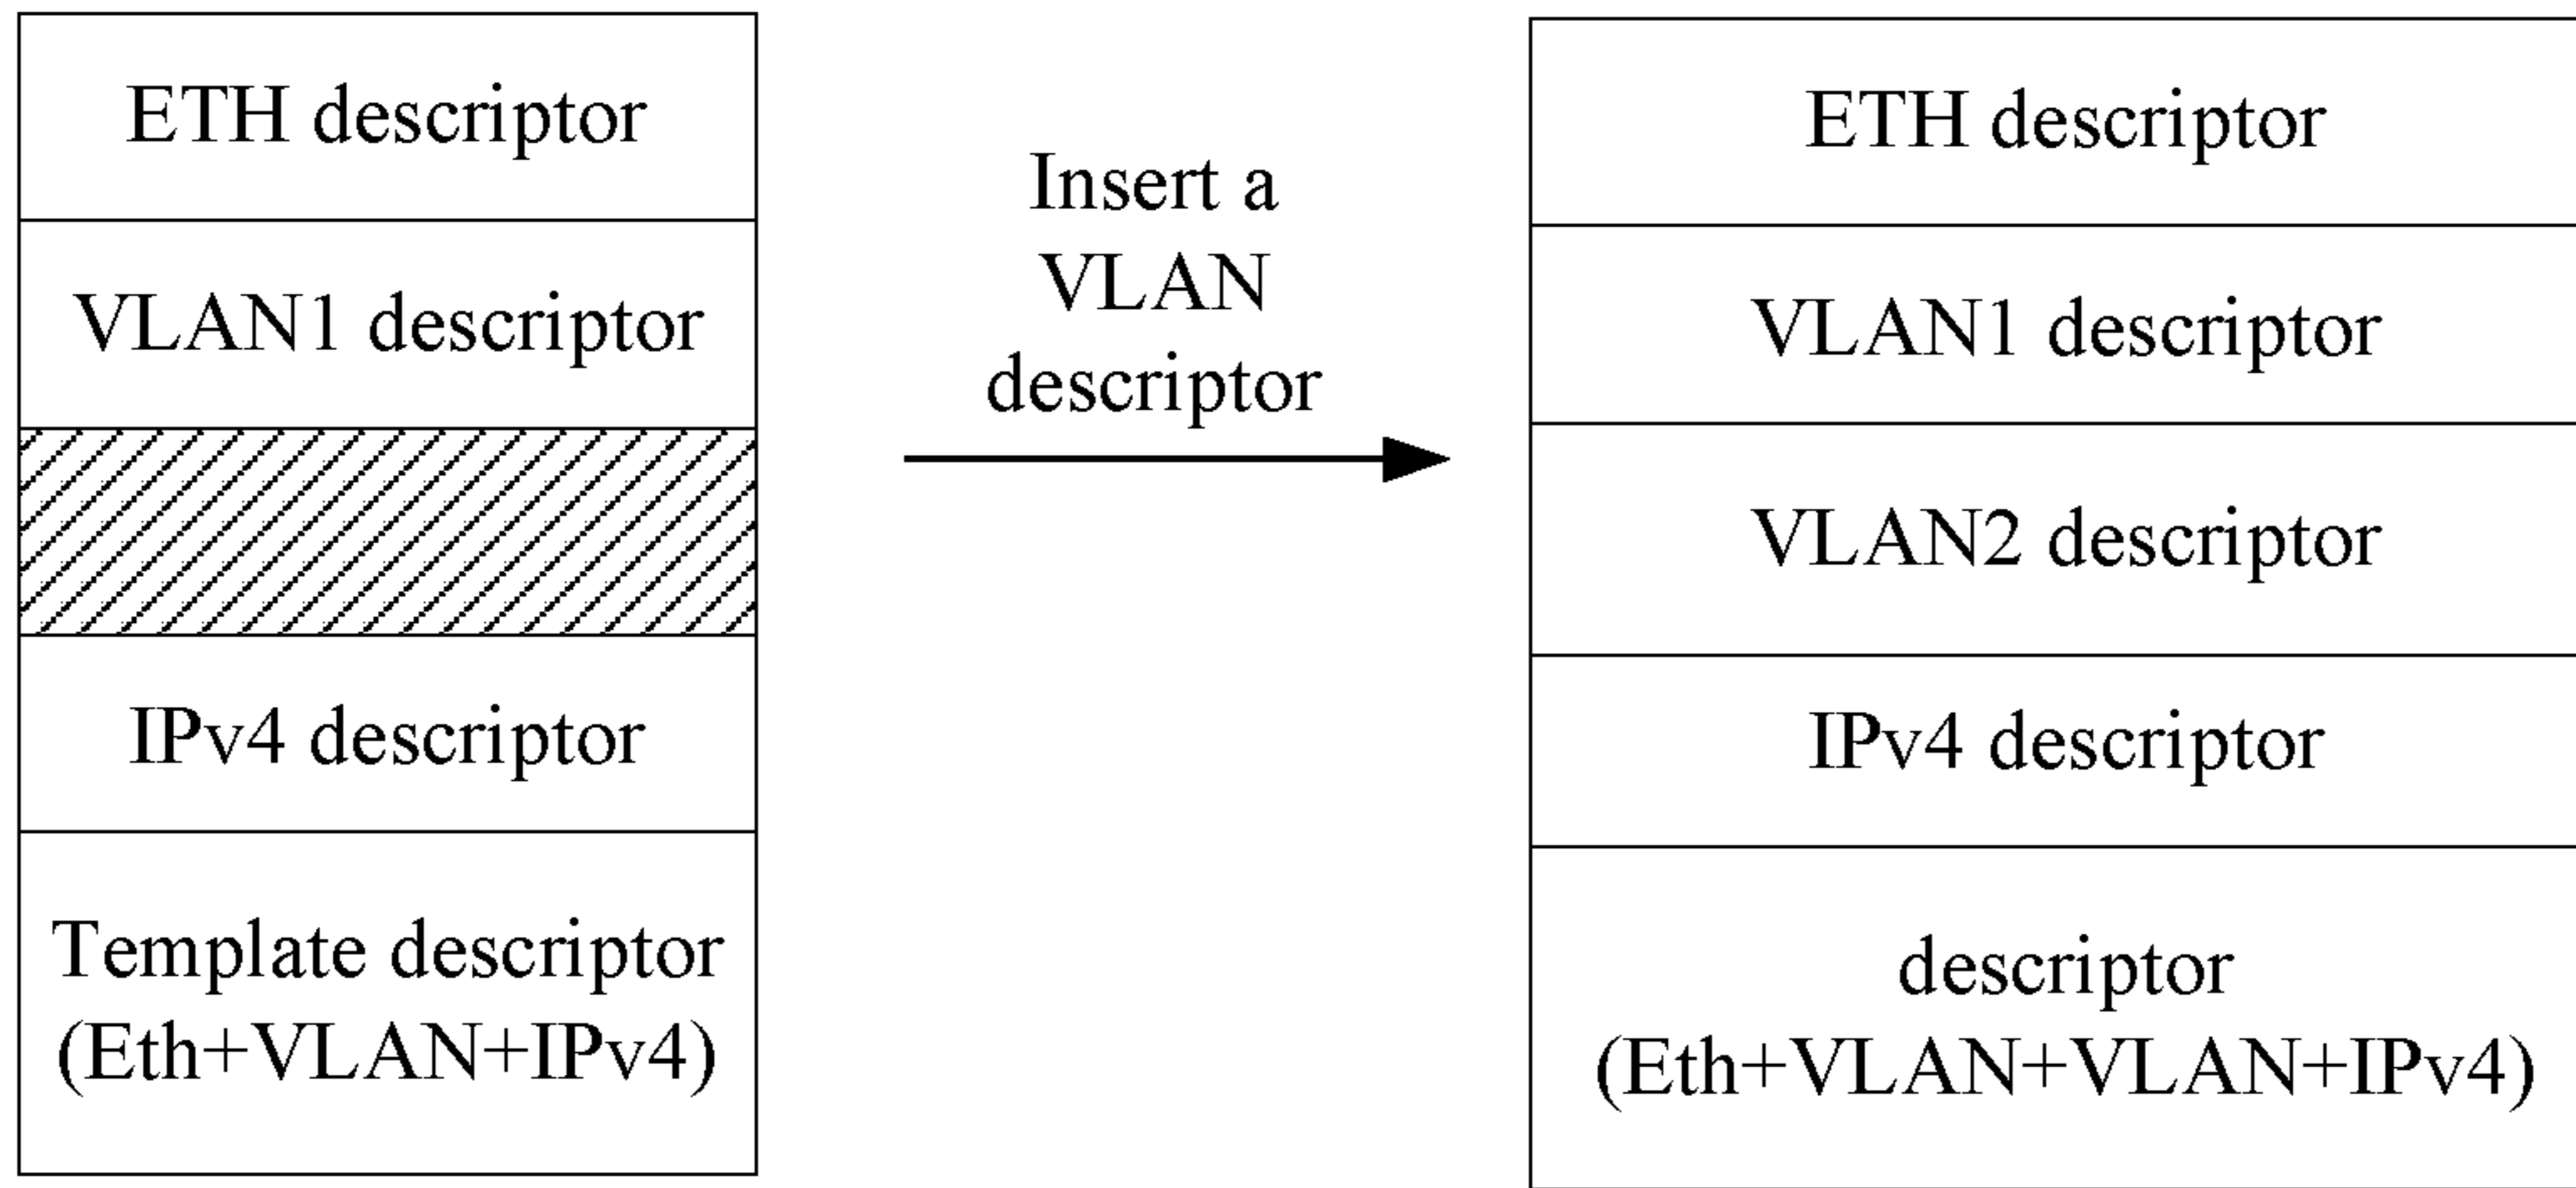 ETH descriptor
VLAN1 descriptor
IPv4 descriptor
Template descriptor
(Eth+VLAN+IPv4)
Insert a
VLAN
descriptor
ETH descriptor
VLAN1 descriptor
VLAN2 descriptor
IPv4 descriptor
descriptor
(Eth+VLAN+VLAN+IPv4)